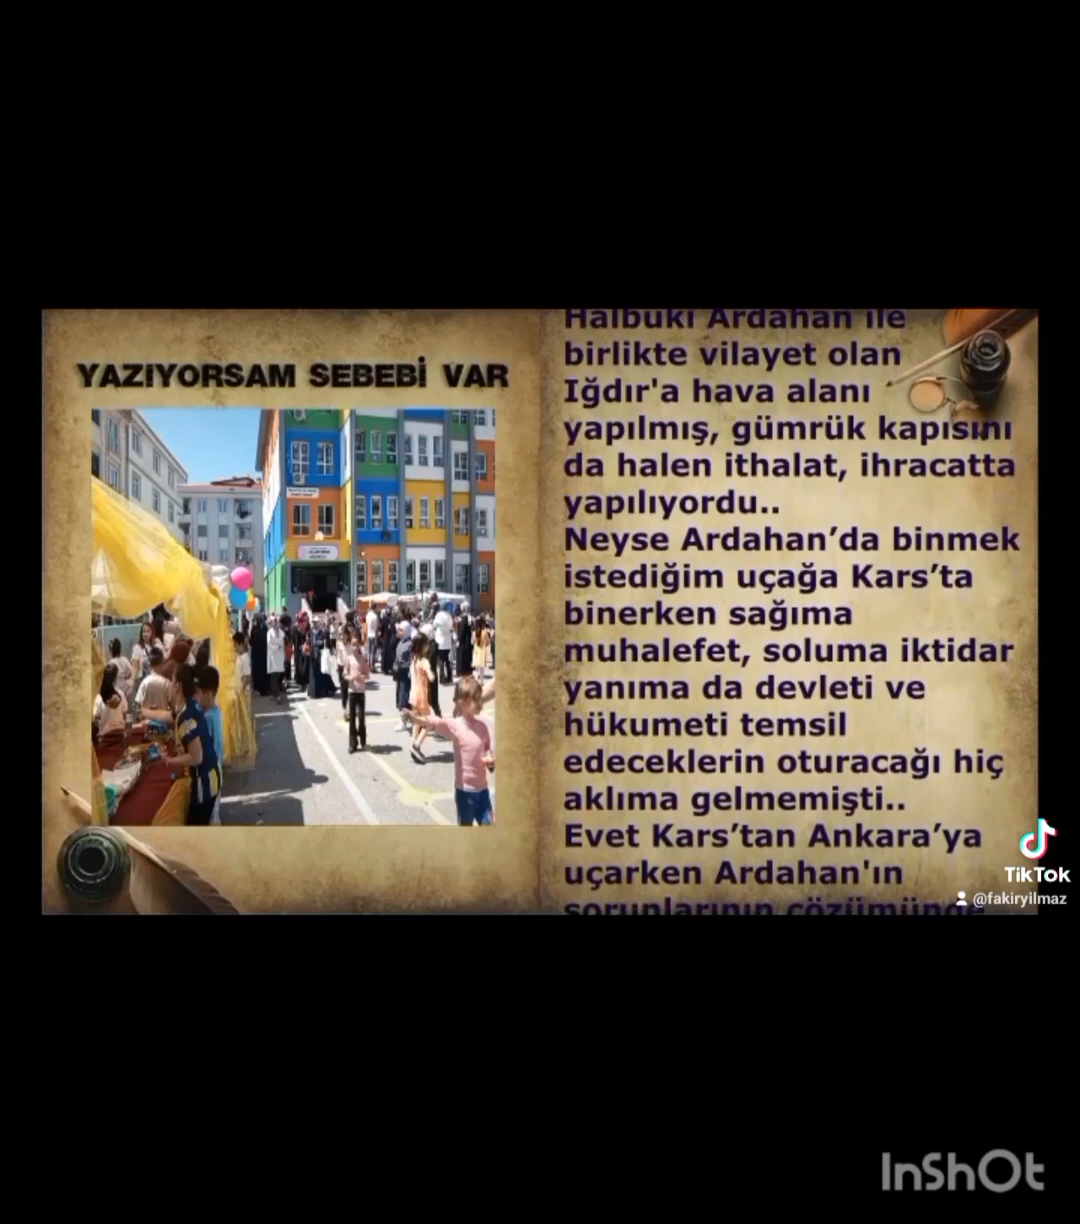 YAZIYORSAM SEBEBİ VAR
Halbuki Ardahan ile
birlikte vilayet olan
Iğdır'a hava alanı
yapılmış, gümrük kapısını
da halen ithalat, ihracatta
yapılıyordu..
Neyse Ardahan’da binmek
istediğim uçağa Kars’ta
binerken sağıma
muhalefet, soluma iktidar
yanıma da devleti ve
hükumeti temsil
edeceklerin oturacağı hiç
aklıma gelmemişti..
Evet Kars’tan Ankara’ya
uçarken Ardahan'ın
sorunlarının çözümünde
TikTok
@fakiryilmaz
InShOt